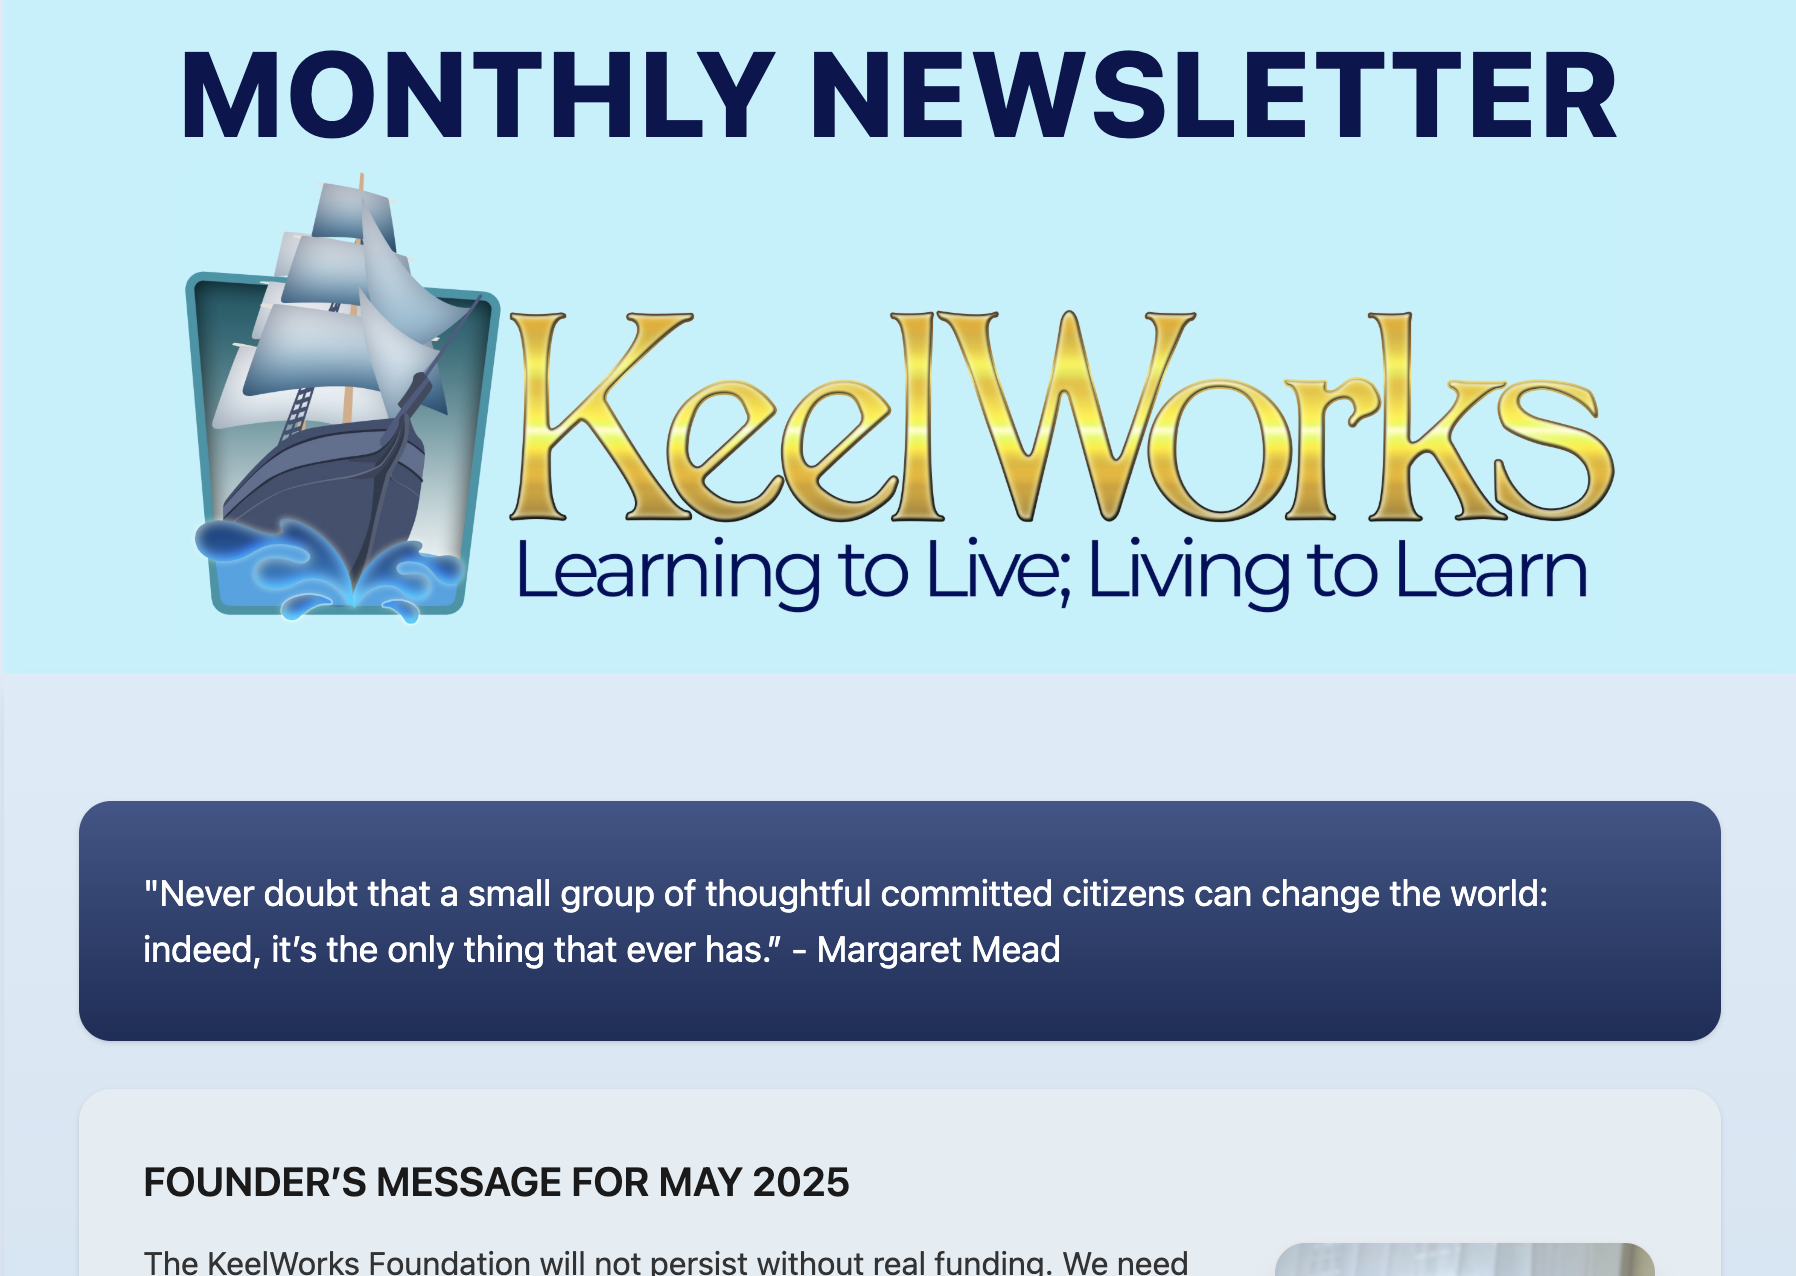 MONTHLY NEWSLETTER
KeelWorks
Learning to Live; Living to Learn
"Never doubt that a small group of thoughtful committed citizens can change the world:
indeed, it’s the only thing that ever has.” - Margaret Mead
FOUNDER’S MESSAGE FOR MAY 2025
The KeelWorks Foundation will not persist without real funding. We need